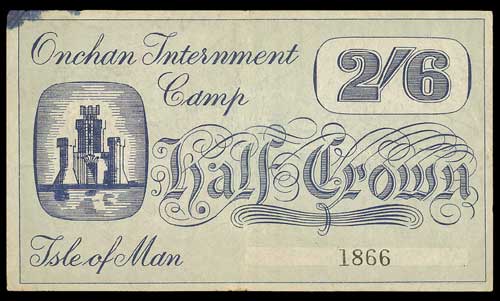 Onchan Internment
Camp
2/6
Half Crown
Isle of Man
1866